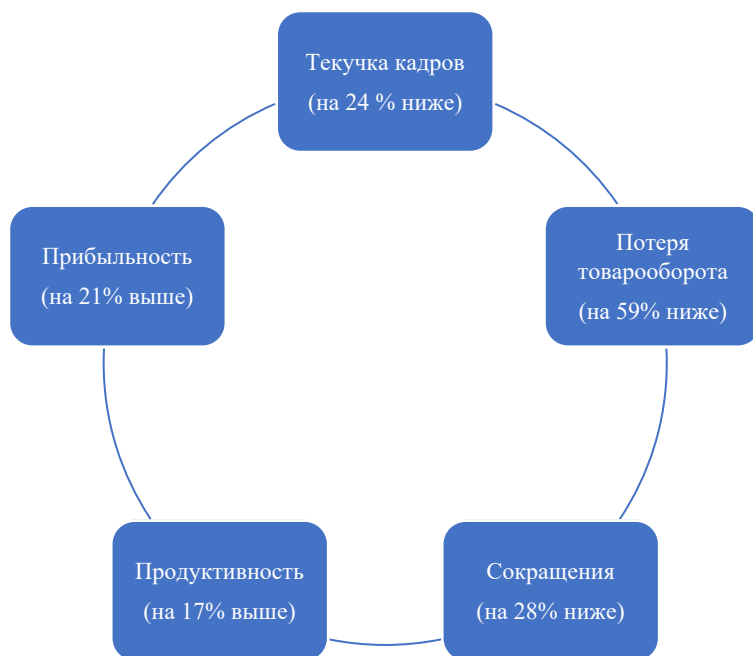 Текучка кадров
(на 24 % ниже)
Потеря
товарооборота
(на 59% ниже)
Сокращения
(на 28% ниже)
Продуктивность
(на 17% выше)
Прибыльность
(на 21% выше)